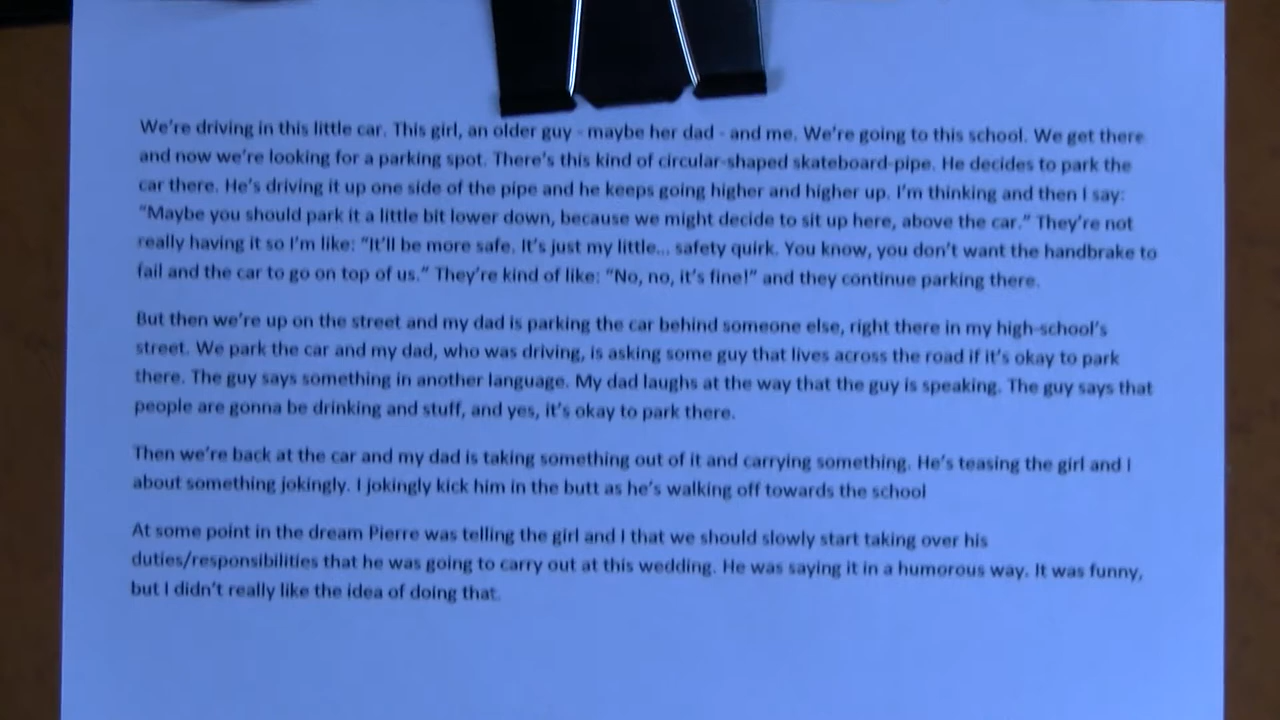 We're driving in this little car. This girl, an older guy - maybe her dad - and me. We're going to this school. We get there
and now we're looking for a parking spot. There's this kind of circular-shaped skateboard-pipe. He decides to park the
car there. He's driving it up one side of the pipe and he keeps going higher and higher up. I'm thinking and then I say:
“Maybe you should park it a little bit lower down, because we might decide to sit up here, above the car.” They're not
really having it so I'm like: “It'll be more safe. It's just my little... safety quirk. You know, you don't want the handbrake to
fail and the car to go on top of us.” They're kind of like: “No, no, it's fine!” and they continue parking there.
But then we're up on the street and my dad is parking the car behind someone else, right there in my high-school's
street. We park the car and my dad, who was driving, is asking some guy that lives across the road if it's okay to park
there. The guy says something in another language. My dad laughs at the way that the guy is speaking. The guy says that
people are gonna be drinking and stuff, and yes, it's okay to park there.
Then we're back at the car and my dad is taking something out of it and carrying something. He's teasing the girl and I
about something jokingly. I jokingly kick him in the butt as he's walking off towards the school
At some point in the dream Pierre was telling the girl and I that we should slowly start taking over his
duties/responsibilities that he was going to carry out at this wedding. He was saying it in a humorous way. It was funny,
but I didn't really like the idea of doing that.